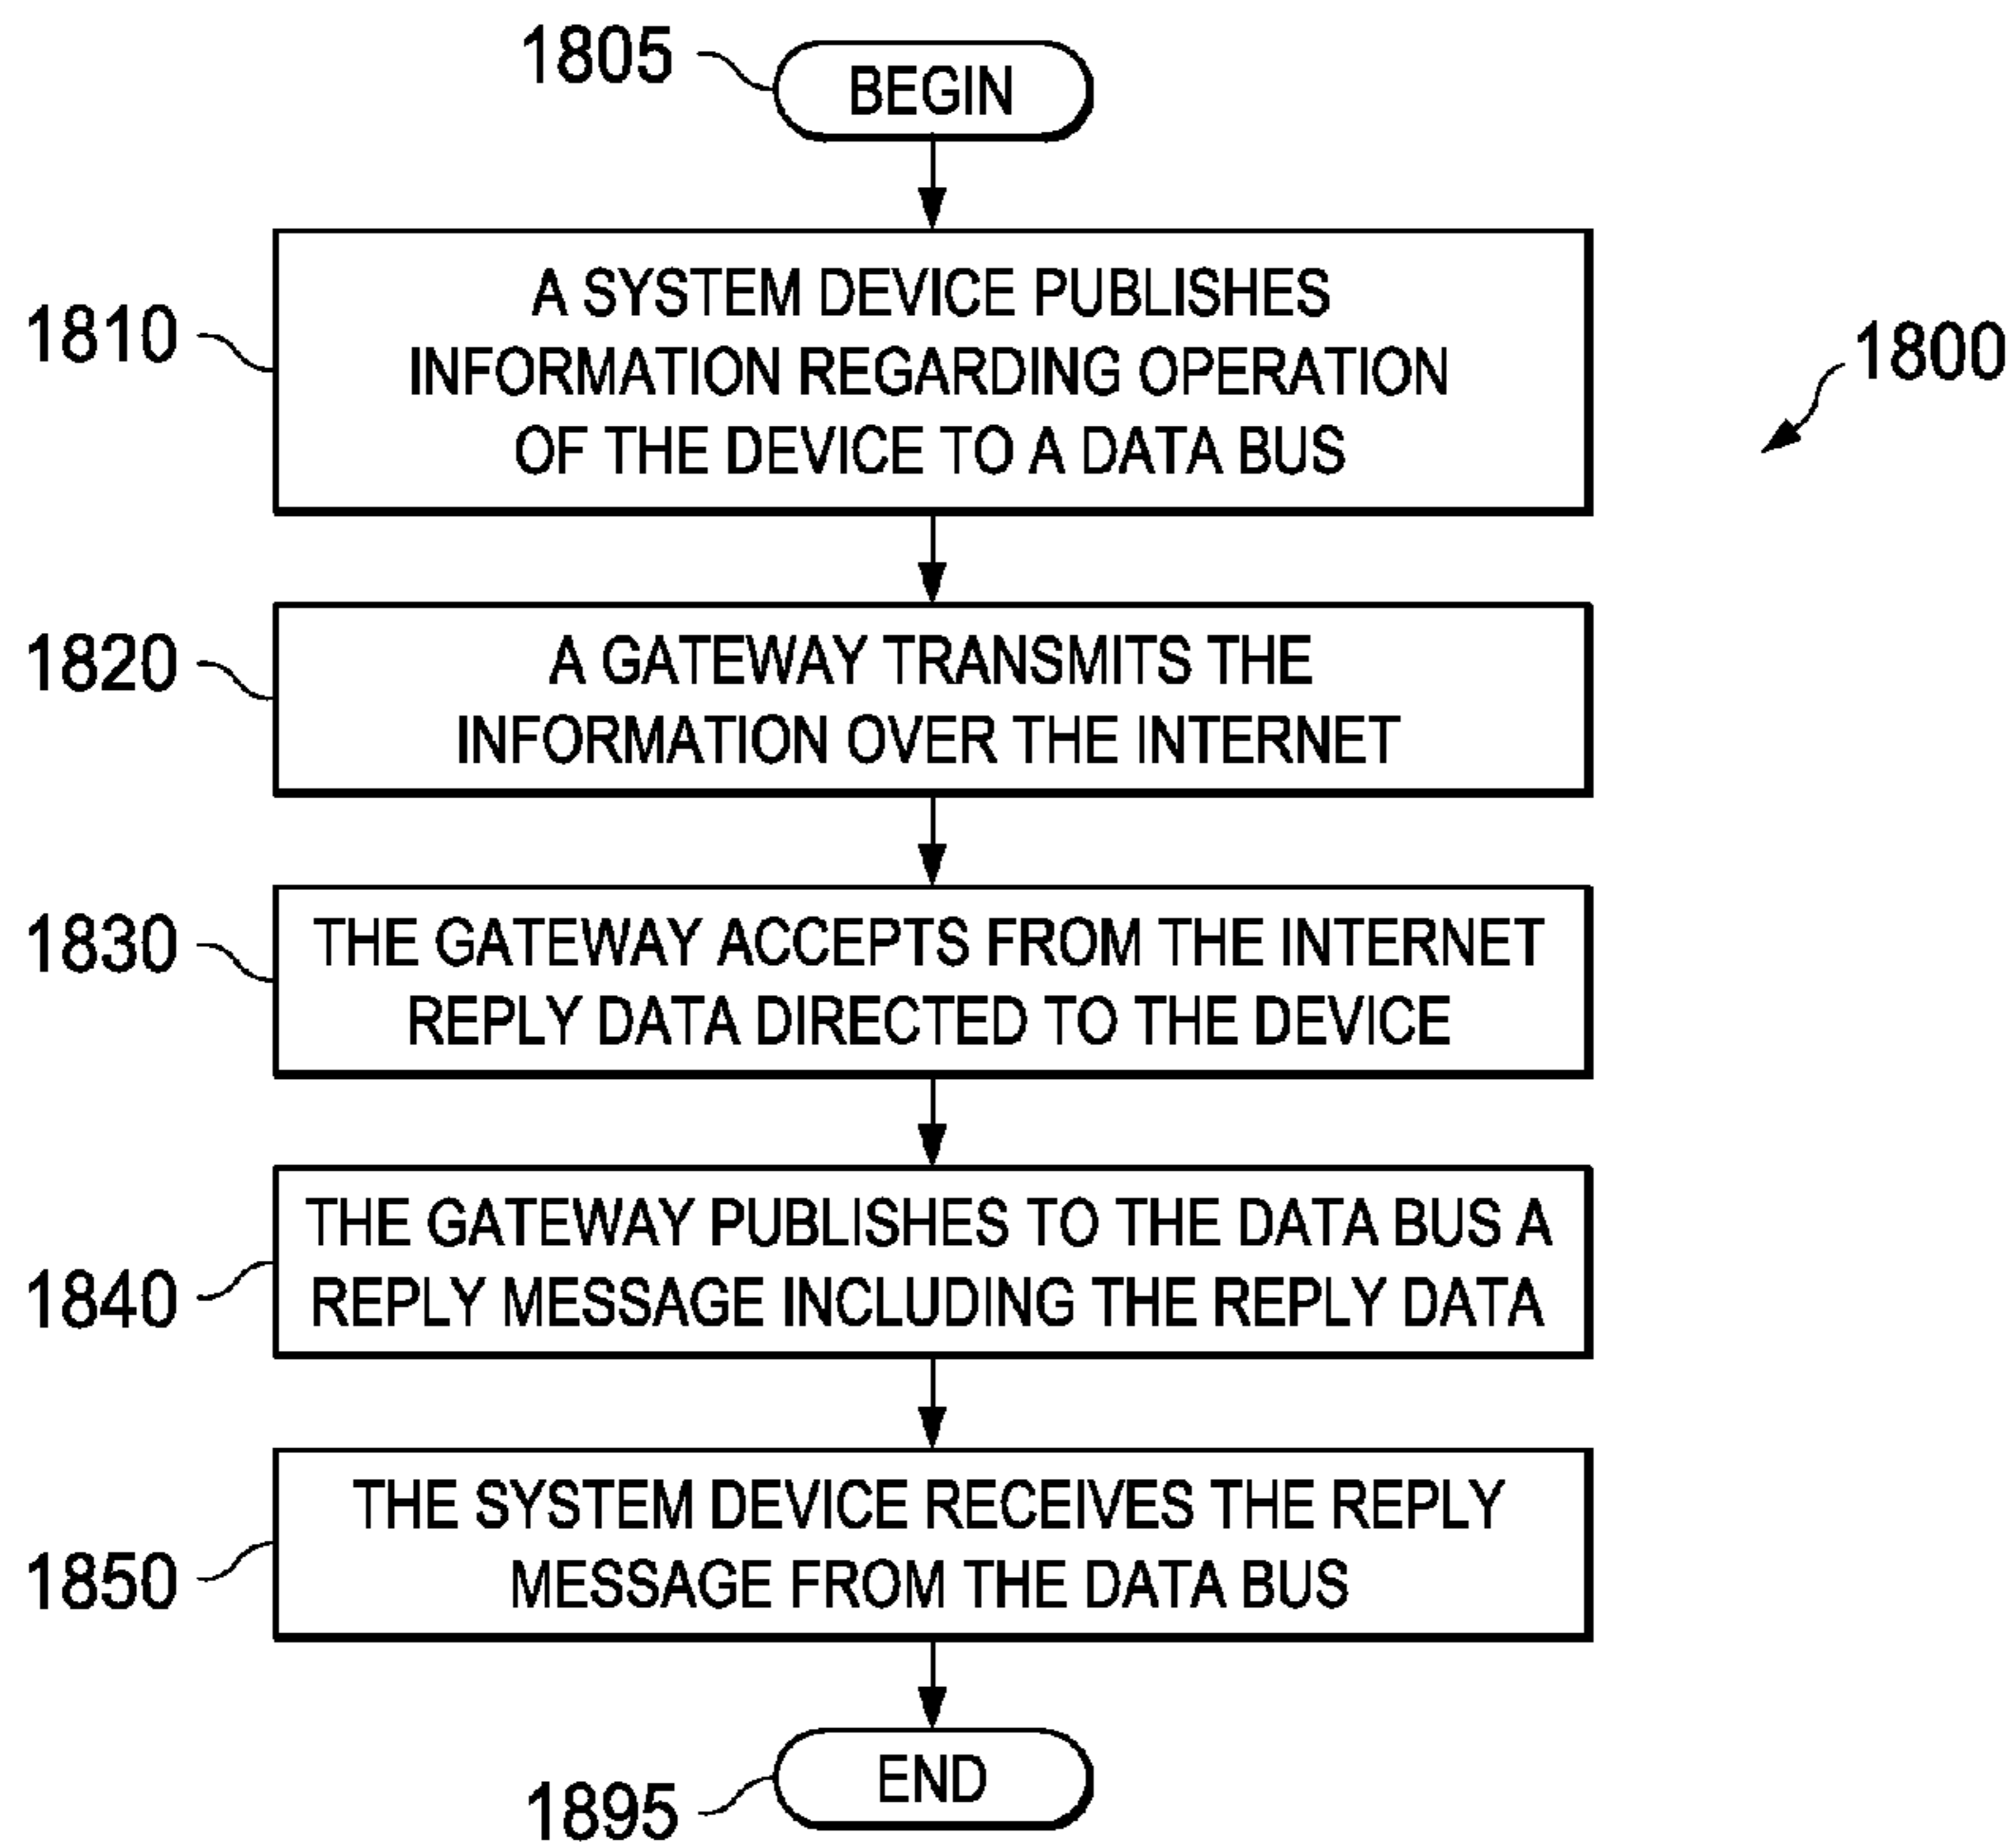 1805
BEGIN
1810
A SYSTEM DEVICE PUBLISHES
INFORMATION REGARDING OPERATION
OF THE DEVICE TO A DATA BUS
1800
1820
A GATEWAY TRANSMITS THE
INFORMATION OVER THE INTERNET
1830
THE GATEWAY ACCEPTS FROM THE INTERNET
REPLY DATA DIRECTED TO THE DEVICE
1840
THE GATEWAY PUBLISHES TO THE DATA BUS A
REPLY MESSAGE INCLUDING THE REPLY DATA
1850
THE SYSTEM DEVICE RECEIVES THE REPLY
MESSAGE FROM THE DATA BUS
1895
END